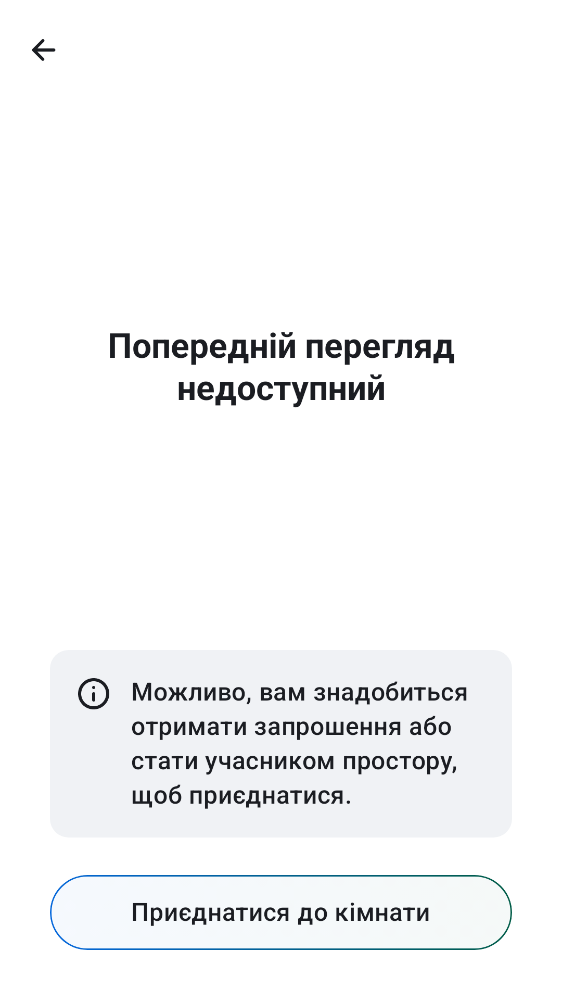 Попередній перегляд
недоступний
Можливо, вам знадобиться
отримати запрошення або
стати учасником простору,
щоб приєднатися.
Приєднатися до кімнати